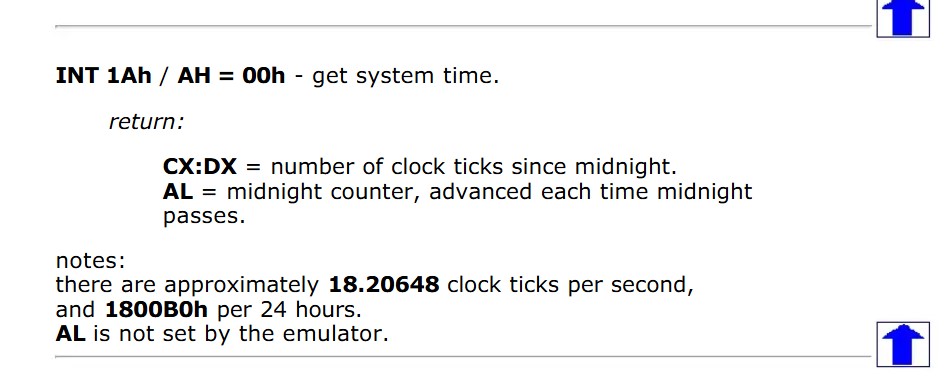 INT 1Ah / AH = 00h - get system time.
return:
CX:DX = number of clock ticks since midnight.
AL = midnight counter, advanced each time midnight
passes.
notes:
there are approximately 18.20648 clock ticks per second,
and 1800B0h per 24 hours.
AL is not set by the emulator.